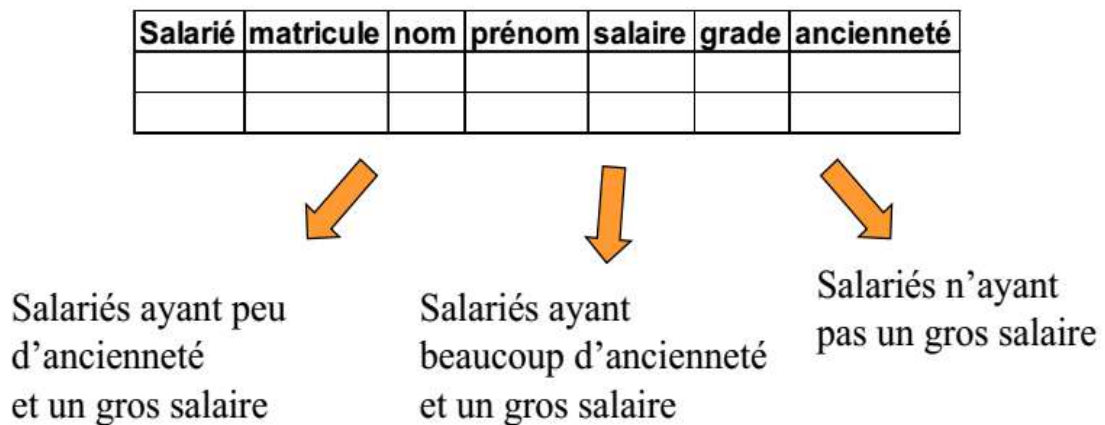 Salarié matricule nom prénom salaire grade ancienneté
Salariés ayant peu
d’ancienneté
et un gros salaire
Salariés ayant
beaucoup d’ancienneté
et un gros salaire
Salariés n’ayant
pas un gros salaire